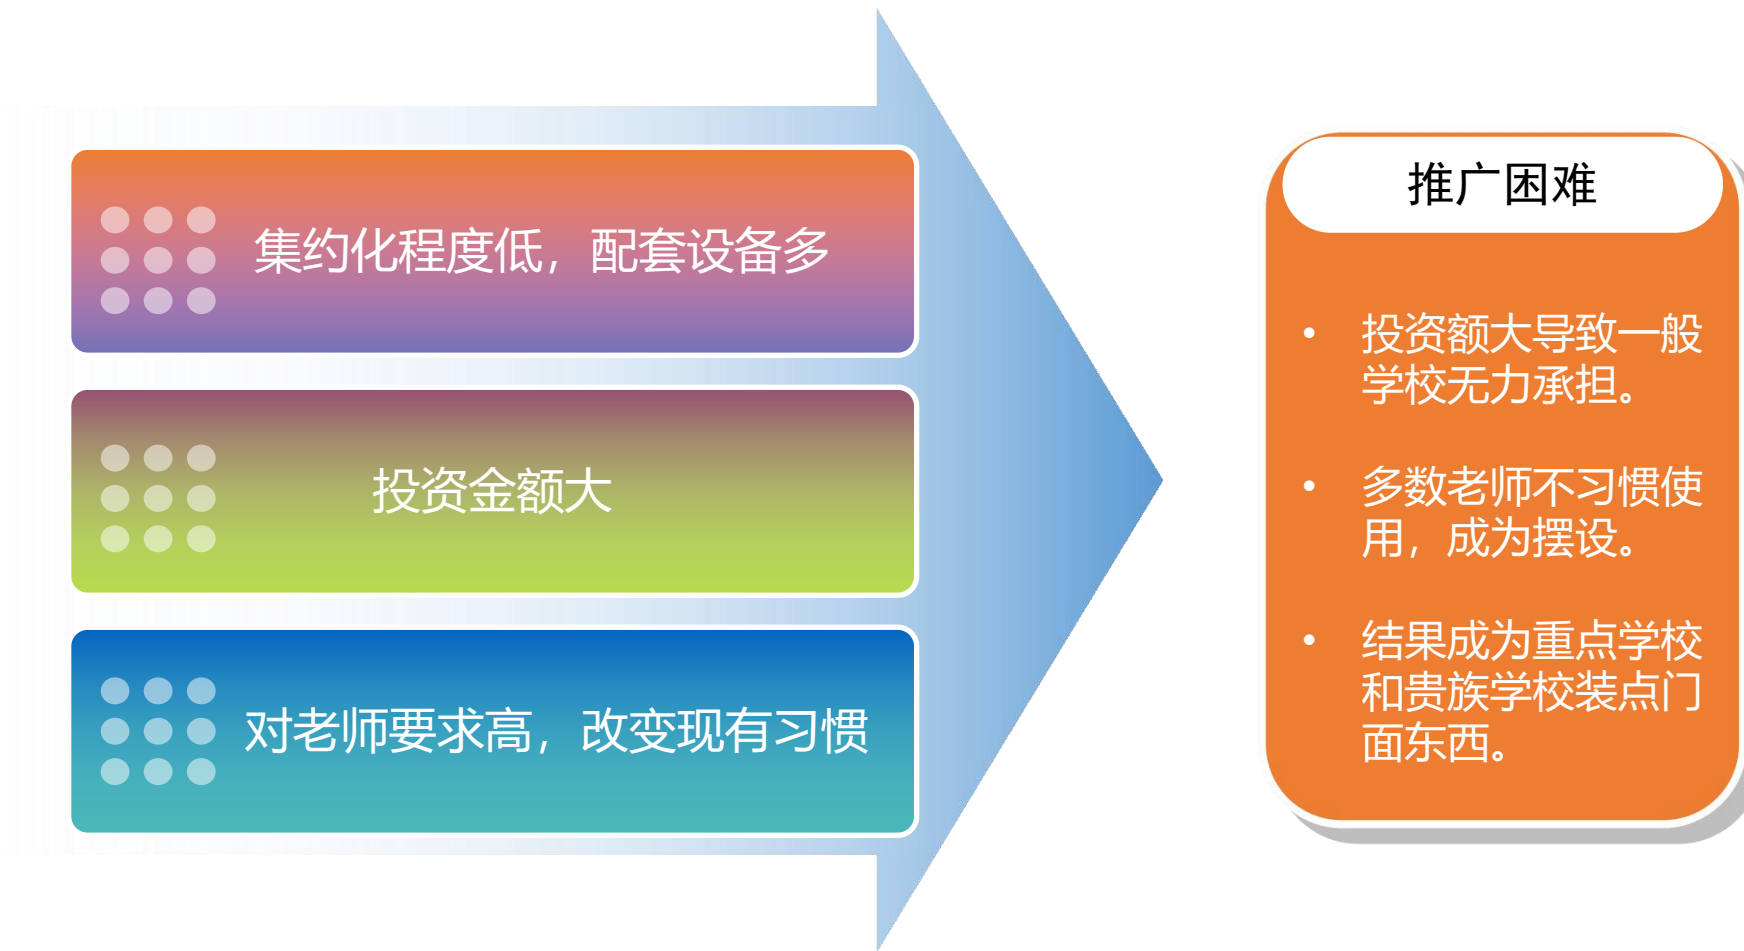 集约化程度低，配套设备多
投资金额大
对老师要求高，改变现有习惯
推广困难
• 投资额大导致一般
学校无力承担。
• 多数老师不习惯使
用，成为摆设。
• 结果成为重点学校
和贵族学校装点门
面东西。